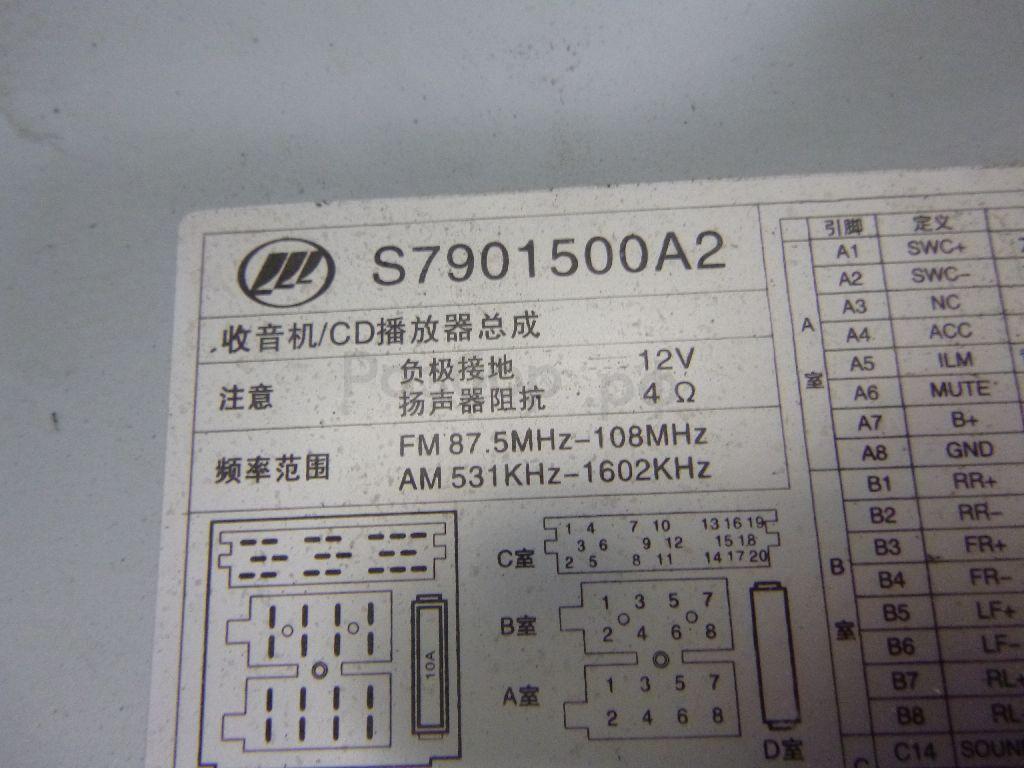 S7901500A2
收音机/CD播放器总成
注意
负极接地 12V
扬声器阻抗 4 Ω
频率范围
FM 87.5MHz-108MHz
AM 531KHz-1602KHz
10A
C室
1 4 7 10 13 16 19
3 6 9 12 15 18
2 5 8 11 14 17 20
B室
1 3 5 7
2 4 6 8
A室
1 3 5 7
2 4 6 8
D室
引脚 定义
A室
A1 SWC+
A2 SWC-
A3 NC
A4 ACC
A5 ILM
A6 MUTE
A7 B+
A8 GND
B室
B1 RR+
B2 RR-
B3 FR+
B4 FR-
B5 LF+
B6 LF-
B7 RL+
B8 RL
C
C14 SOUN